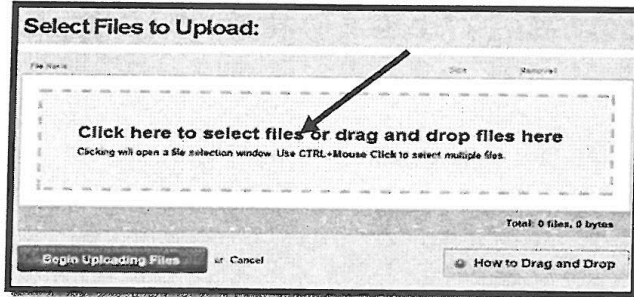 Select Files to Upload:
File Name Size Remove?
Click here to select files or drag and drop files here
Clicking will open a file selection window. Use CTRL+Mouse Click to select multiple files.
Total: 0 files, 0 bytes
Begin Uploading Files or Cancel How to Drag and Drop